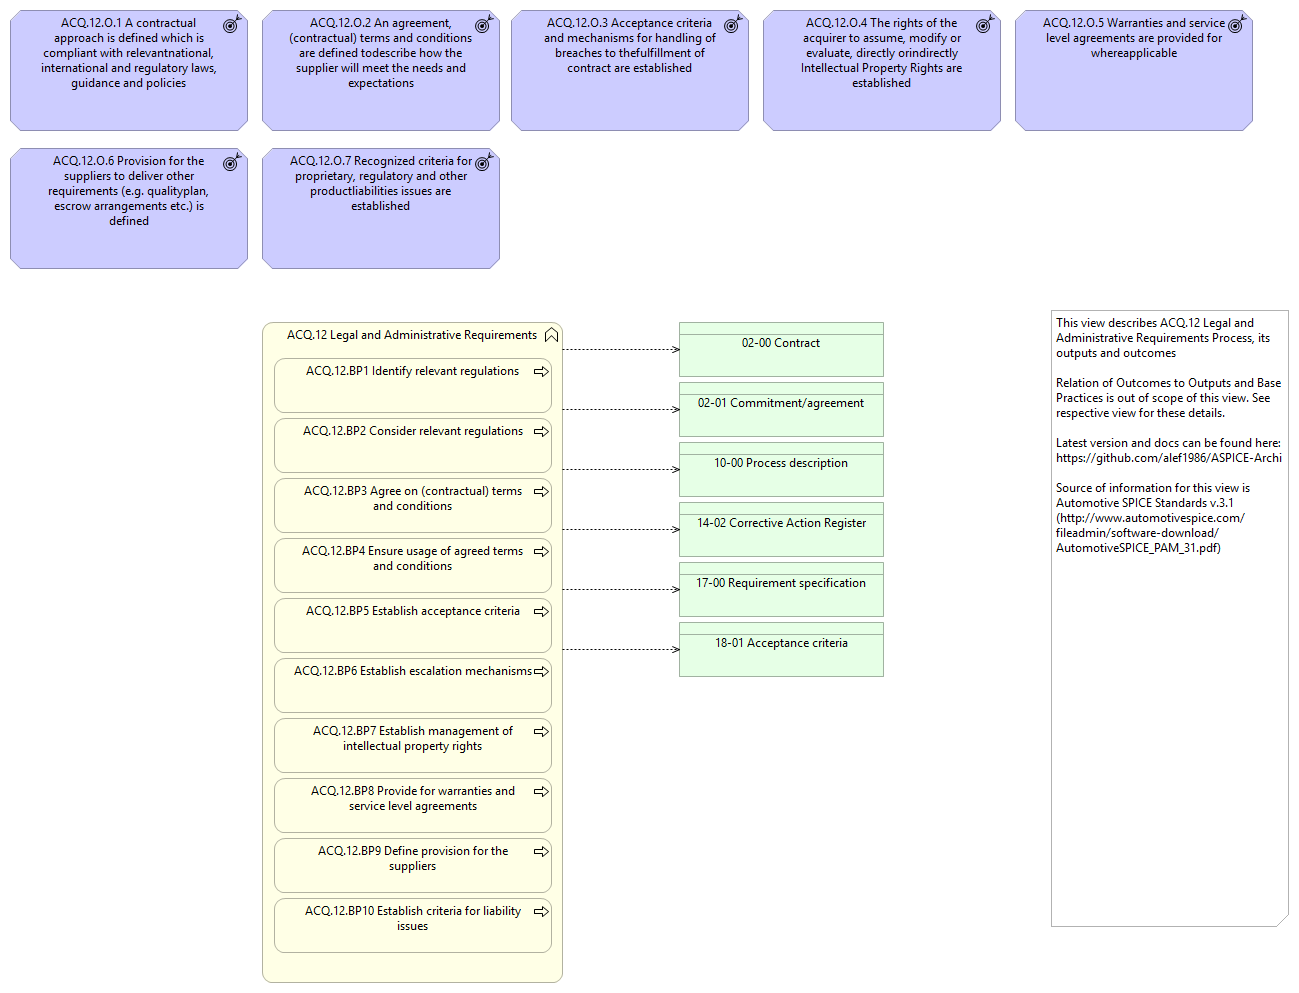 ACQ.12.O.1 A contractual
approach is defined which is
compliant with relevantnational,
international and regulatory laws,
guidance and policies
ACQ.12.O.2 An agreement,
(contractual) terms and conditions
are defined todescribe how the
supplier will meet the needs and
expectations
ACQ.12.O.3 Acceptance criteria
and mechanisms for handling of
breaches to thefulfillment of
contract are established
ACQ.12.O.4 The rights of the
acquirer to assume, modify or
evaluate, directly orindirectly
Intellectual Property Rights are
established
ACQ.12.O.5 Warranties and service
level agreements are provided for
whereapplicable
ACQ.12.O.6 Provision for the
suppliers to deliver other
requirements (e.g. qualityplan,
escrow arrangements etc.) is
defined
ACQ.12.O.7 Recognized criteria for
proprietary, regulatory and other
productliabilities issues are
established
ACQ.12 Legal and Administrative Requirements
ACQ.12.BP1 Identify relevant regulations
ACQ.12.BP2 Consider relevant regulations
ACQ.12.BP3 Agree on (contractual) terms
and conditions
ACQ.12.BP4 Ensure usage of agreed terms
and conditions
ACQ.12.BP5 Establish acceptance criteria
ACQ.12.BP6 Establish escalation mechanisms
ACQ.12.BP7 Establish management of
intellectual property rights
ACQ.12.BP8 Provide for warranties and
service level agreements
ACQ.12.BP9 Define provision for the
suppliers
ACQ.12.BP10 Establish criteria for liability
issues
02-00 Contract
02-01 Commitment/agreement
10-00 Process description
14-02 Corrective Action Register
17-00 Requirement specification
18-01 Acceptance criteria
This view describes ACQ.12 Legal and
Administrative Requirements Process, its
outputs and outcomes
Relation of Outcomes to Outputs and Base
Practices is out of scope of this view. See
respective view for these details.
Latest version and docs can be found here:
https://github.com/alef1986/ASPICE-Archi
Source of information for this view is
Automotive SPICE Standards v.3.1
(http://www.automotivespice.com/
fileadmin/software-download/
AutomotiveSPICE_PAM_31.pdf)